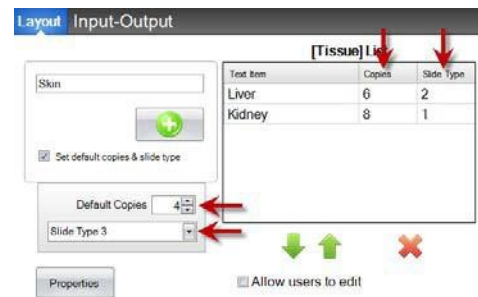 Layout Input-Output
[Tissue] List
Skin
Set default copies & slide type
Default Copies 4
Slide Type 3
Properties
Text Item Copies Slide Type
Liver 6 2
Kidney 8 1
Allow users to edit